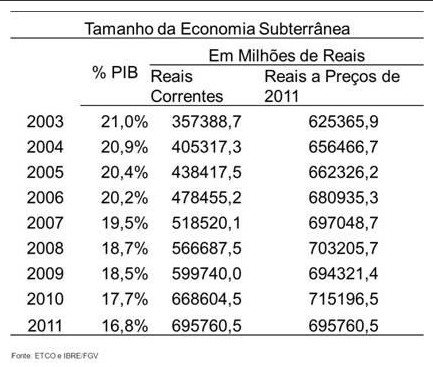 Tamanho da Economia Subterrânea
Em Milhões de Reais
% PIB Reais Correntes Reais a Preços de 2011
2003 21,0% 357388,7 625365,9
2004 20,9% 405317,3 656466,7
2005 20,4% 438417,5 662326,2
2006 20,2% 478455,2 680935,3
2007 19,5% 518520,1 697048,7
2008 18,7% 566687,5 703205,7
2009 18,5% 599740,0 694321,4
2010 17,7% 668604,5 715196,5
2011 16,8% 695760,5 695760,5
Fonte: ETCO e IBRE/FGV